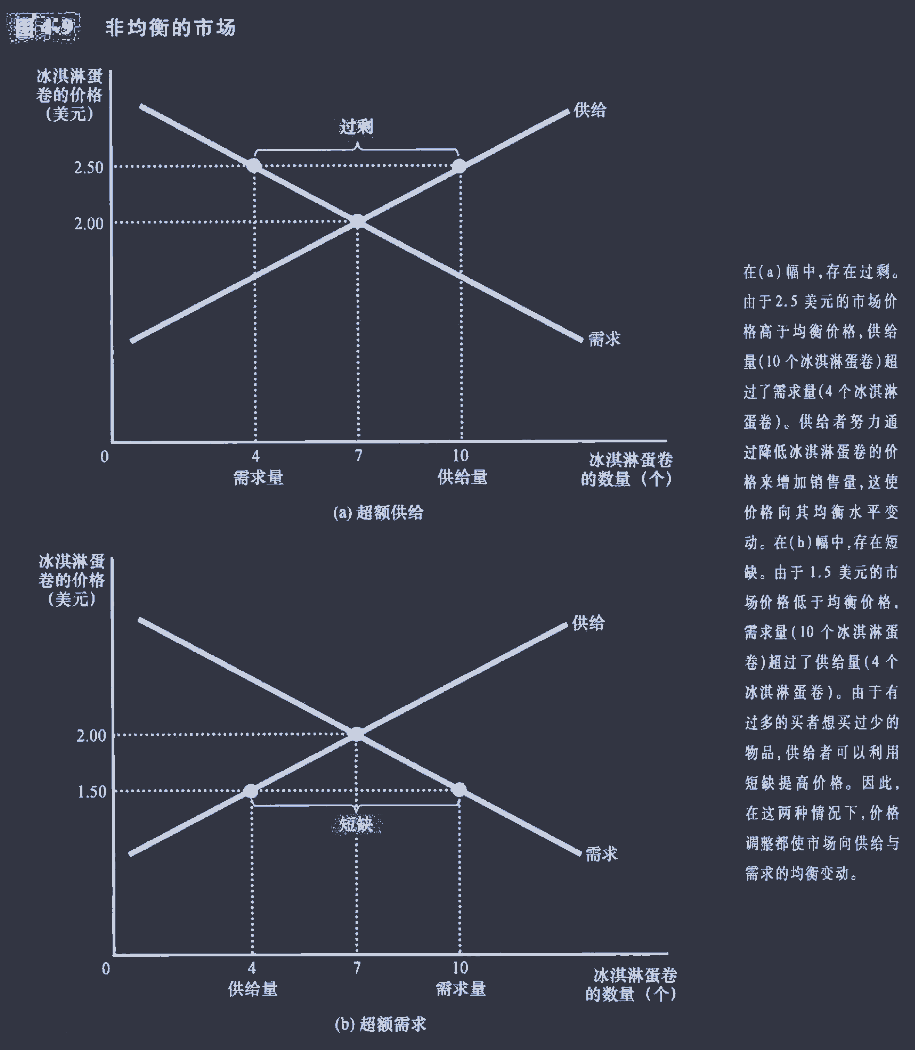 图 4-9 非均衡的市场
冰淇淋蛋
卷的价格
(美元)
供给
过剩
2.50
2.00
需求
0
4
7
10
需求量
供给量
冰淇淋蛋卷
的数量(个)
(a) 超额供给
冰淇淋蛋
卷的价格
(美元)
供给
2.00
1.50
短缺
需求
0
4
7
10
供给量
需求量
冰淇淋蛋卷
的数量(个)
(b) 超额需求
在(a)幅中,存在过剩。
由于2.5 美元的市场价
格高于均衡价格,供给
量(10 个冰淇淋蛋卷)超
过了需求量(4 个冰淇淋
蛋卷)。供给者努力通
过降低冰淇淋蛋卷的价
格来增加销售量,这使
价格向其均衡水平变
动。在(b)幅中,存在短
缺。由于 1.5 美元的市
场价格低于均衡价格,
需求量(10 个冰淇淋蛋
卷)超过了供给量(4 个
冰淇淋蛋卷)。由于有
过多的买者想买过少的
物品,供给者可以利用
短缺提高价格。因此,
在这两种情况下,价格
调整都使市场向供给与
需求的均衡变动。